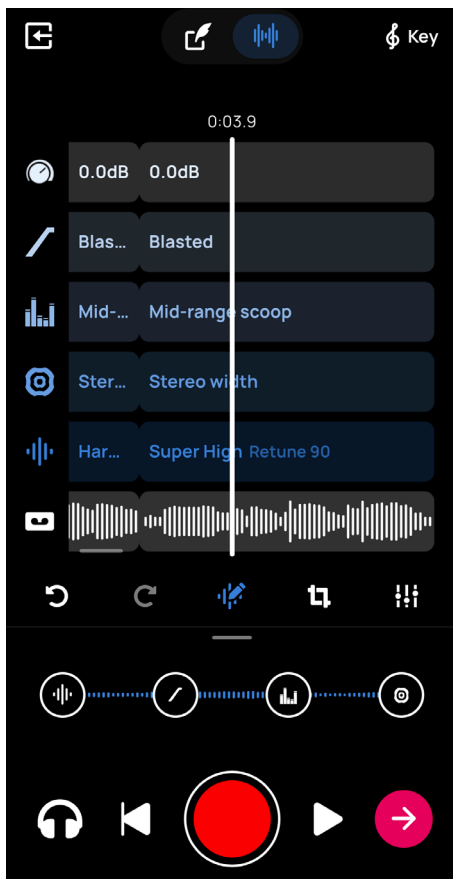 Key
0:03.9
0.0dB 0.0dB
Blas... Blasted
Mid-... Mid-range scoop
Ster... Stereo width
Har... Super High Retune 90